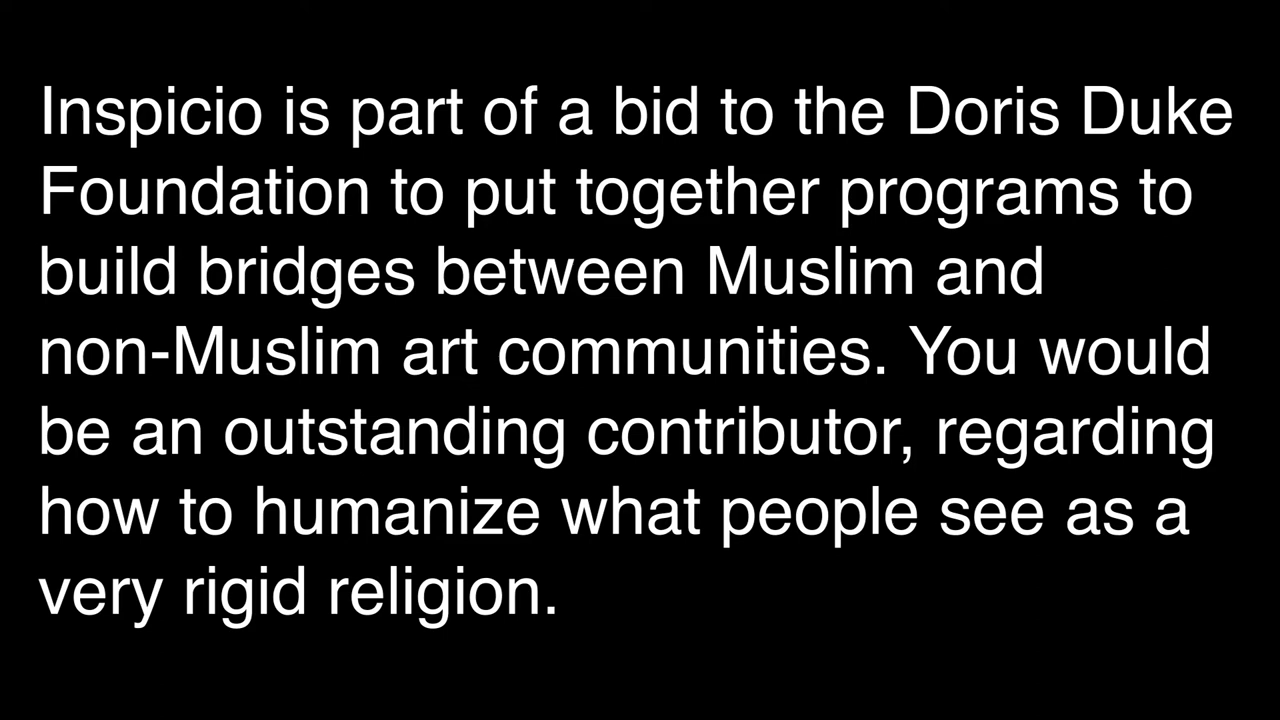 Inspicio is part of a bid to the Doris Duke
Foundation to put together programs to
build bridges between Muslim and
non-Muslim art communities. You would
be an outstanding contributor, regarding
how to humanize what people see as a
very rigid religion.